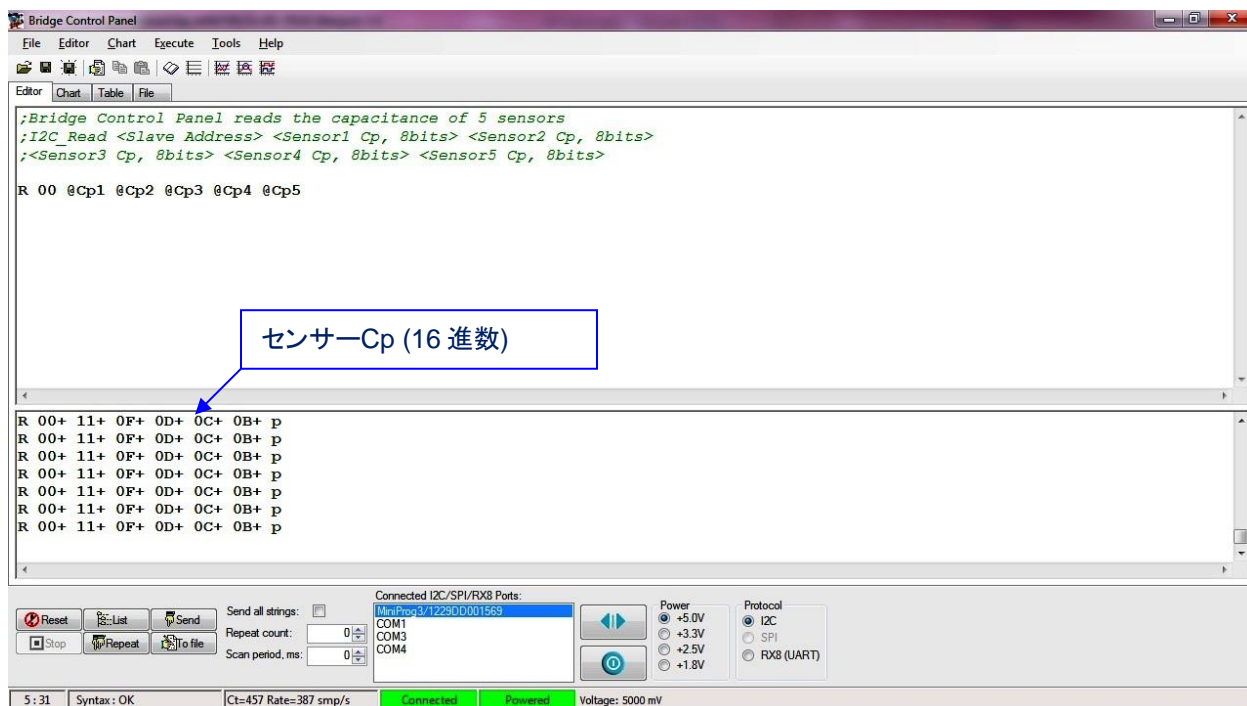 Bridge Control Panel
File Editor Chart Execute Tools Help
Editor Chart Table File
;Bridge Control Panel reads the capacitance of 5 sensors
;I2C_Read <Slave Address> <Sensor1 Cp, 8bits> <Sensor2 Cp, 8bits>
;<Sensor3 Cp, 8bits> <Sensor4 Cp, 8bits> <Sensor5 Cp, 8bits>
R 00 @Cp1 @Cp2 @Cp3 @Cp4 @Cp5
センサーCp (16 進数)
R 00+ 11+ 0F+ 0D+ 0C+ 0B+ p
R 00+ 11+ 0F+ 0D+ 0C+ 0B+ p
R 00+ 11+ 0F+ 0D+ 0C+ 0B+ p
R 00+ 11+ 0F+ 0D+ 0C+ 0B+ p
R 00+ 11+ 0F+ 0D+ 0C+ 0B+ p
R 00+ 11+ 0F+ 0D+ 0C+ 0B+ p
R 00+ 11+ 0F+ 0D+ 0C+ 0B+ p
Reset List Send
Stop Repeat To file
Send all strings:
Repeat count: 0
Scan period, ms: 0
Connected I2C/SPI/RX8 Ports:
MiniProg3/1229DD001569
COM1
COM3
COM4
Power
+5.0V
+3.3V
+2.5V
+1.8V
Protocol
I2C
SPI
RX8 (UART)
5 : 31 Syntax : OK Ct=457 Rate=387 smp/s Connected Powered Voltage: 5000 mV